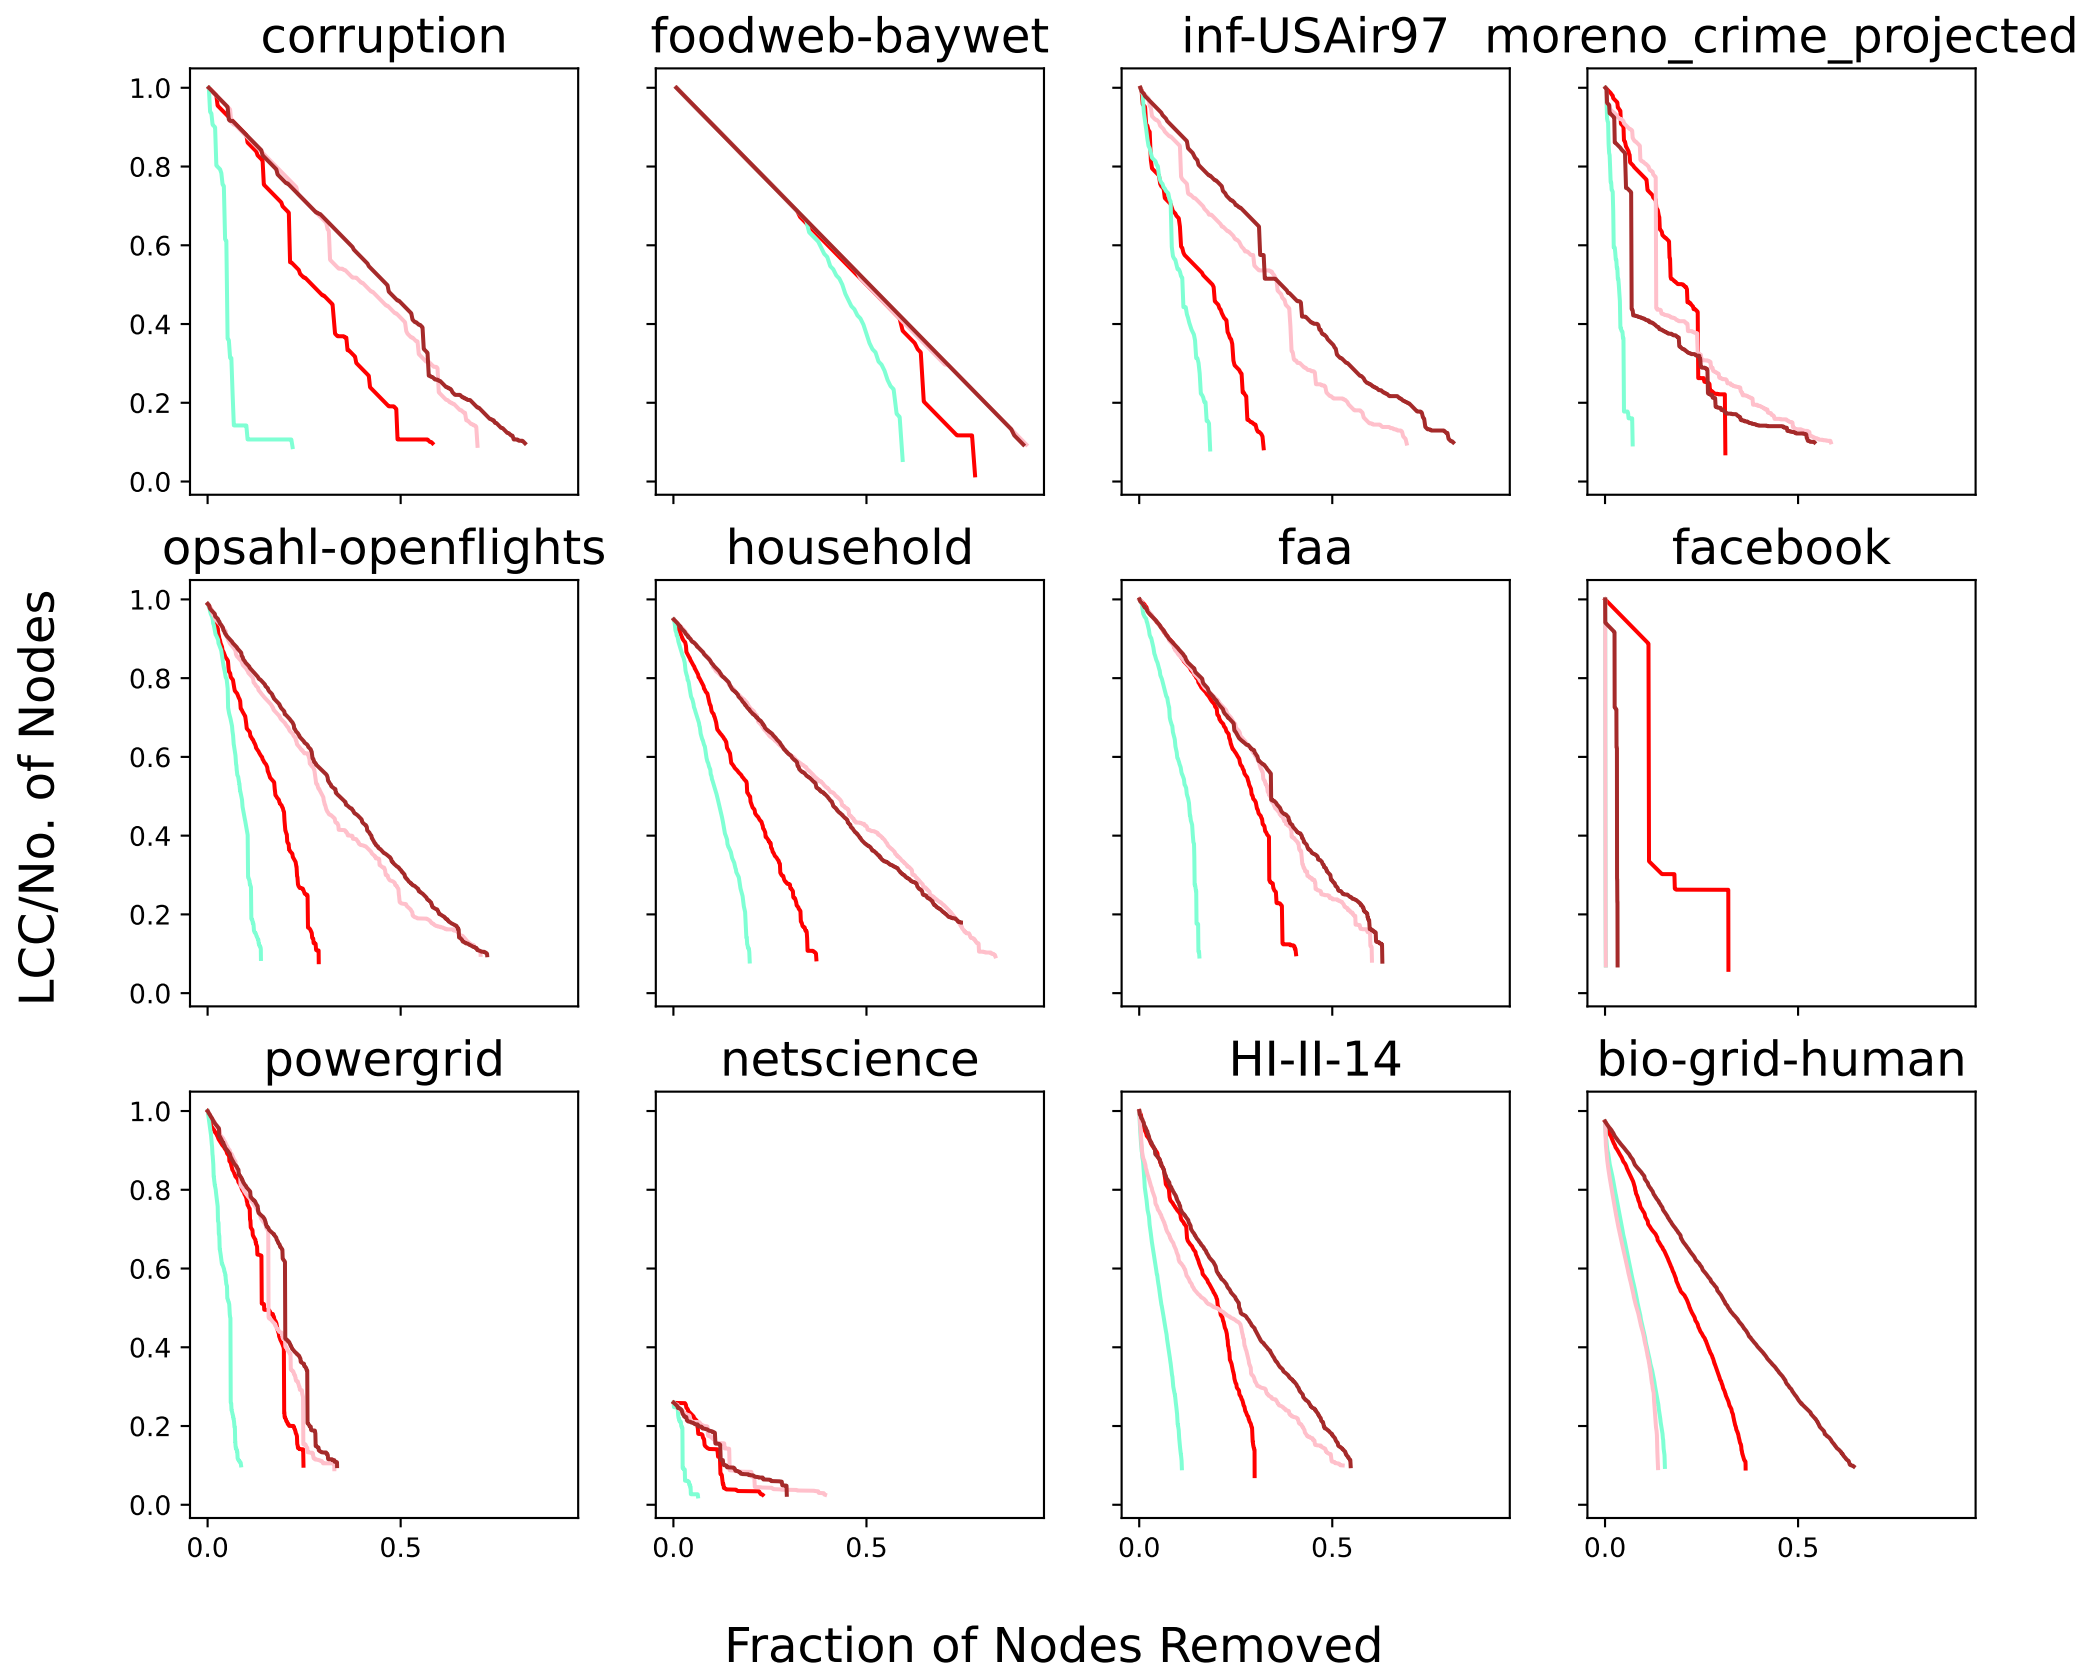 corruption
foodweb-baywet
inf-USAir97
moreno_crime_projected
1.0
0.8
0.6
0.4
0.2
0.0
opsahl-openflights
household
faa
facebook
1.0
0.8
0.6
0.4
0.2
0.0
LCC/No. of Nodes
powergrid
netscience
HI-II-14
bio-grid-human
1.0
0.8
0.6
0.4
0.2
0.0
0.0 0.5
0.0 0.5
0.0 0.5
0.0 0.5
Fraction of Nodes Removed